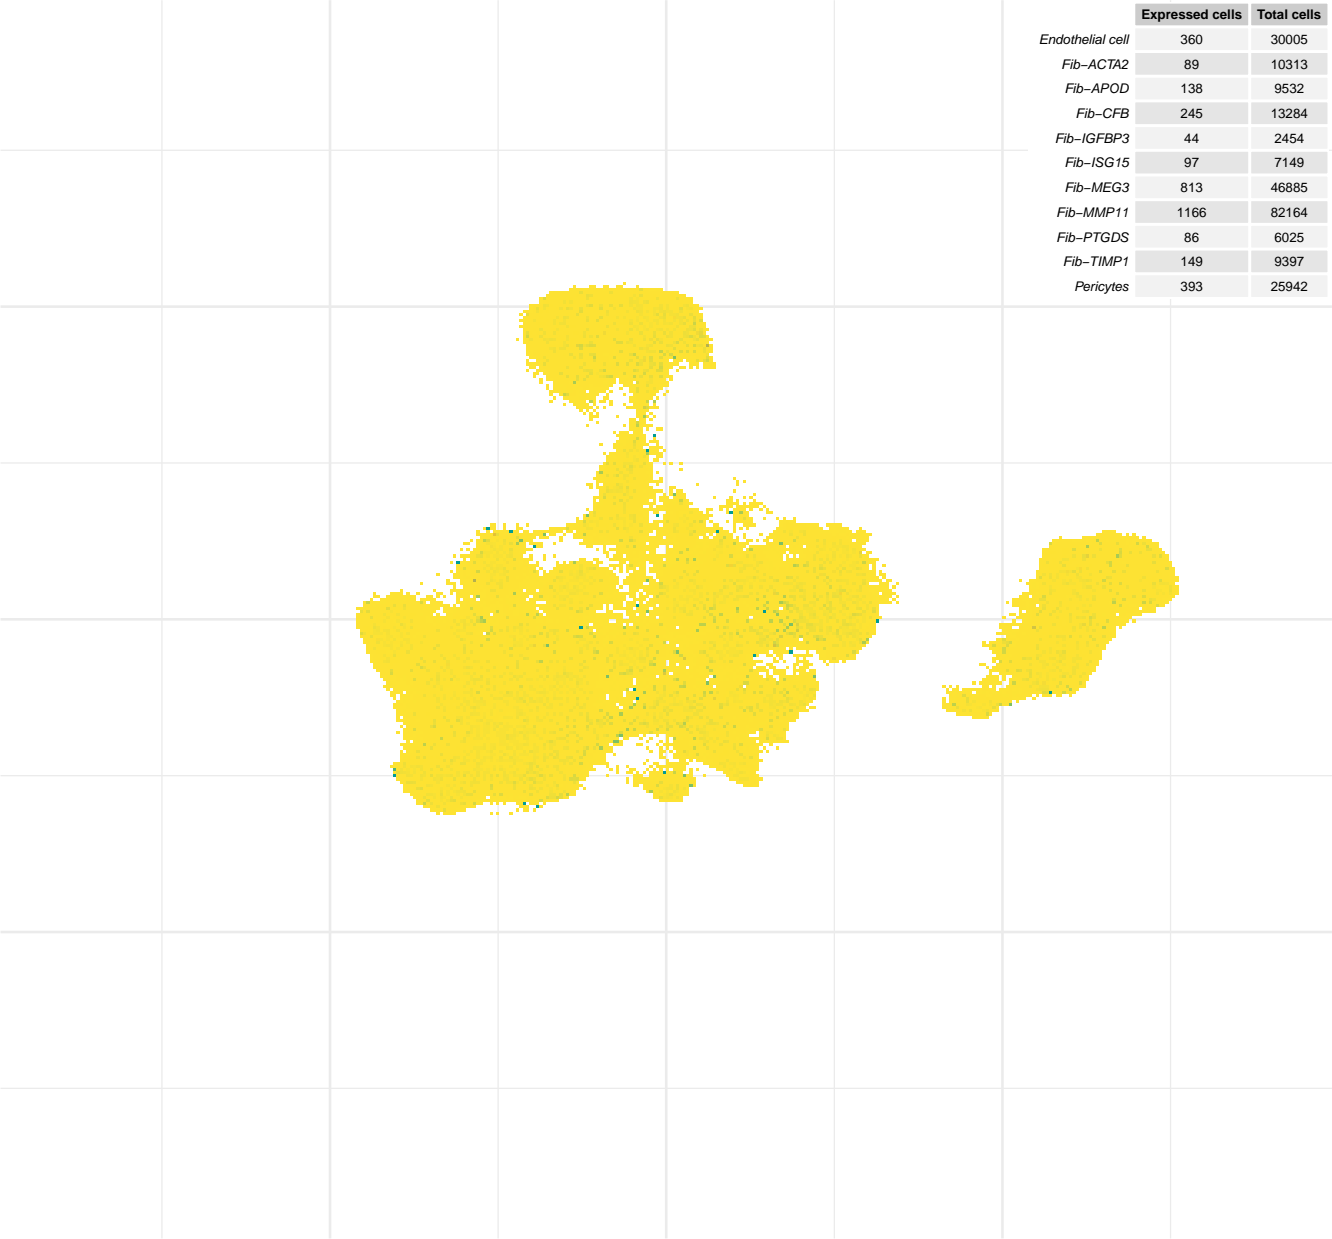 Expressed cells Total cells
Endothelial cell 360 30005
Fib−ACTA2 89 10313
Fib−APOD 138 9532
Fib−CFB 245 13284
Fib−IGFBP3 44 2454
Fib−ISG15 97 7149
Fib−MEG3 813 46885
Fib−MMP11 1166 82164
Fib−PTGDS 86 6025
Fib−TIMP1 149 9397
Pericytes 393 25942